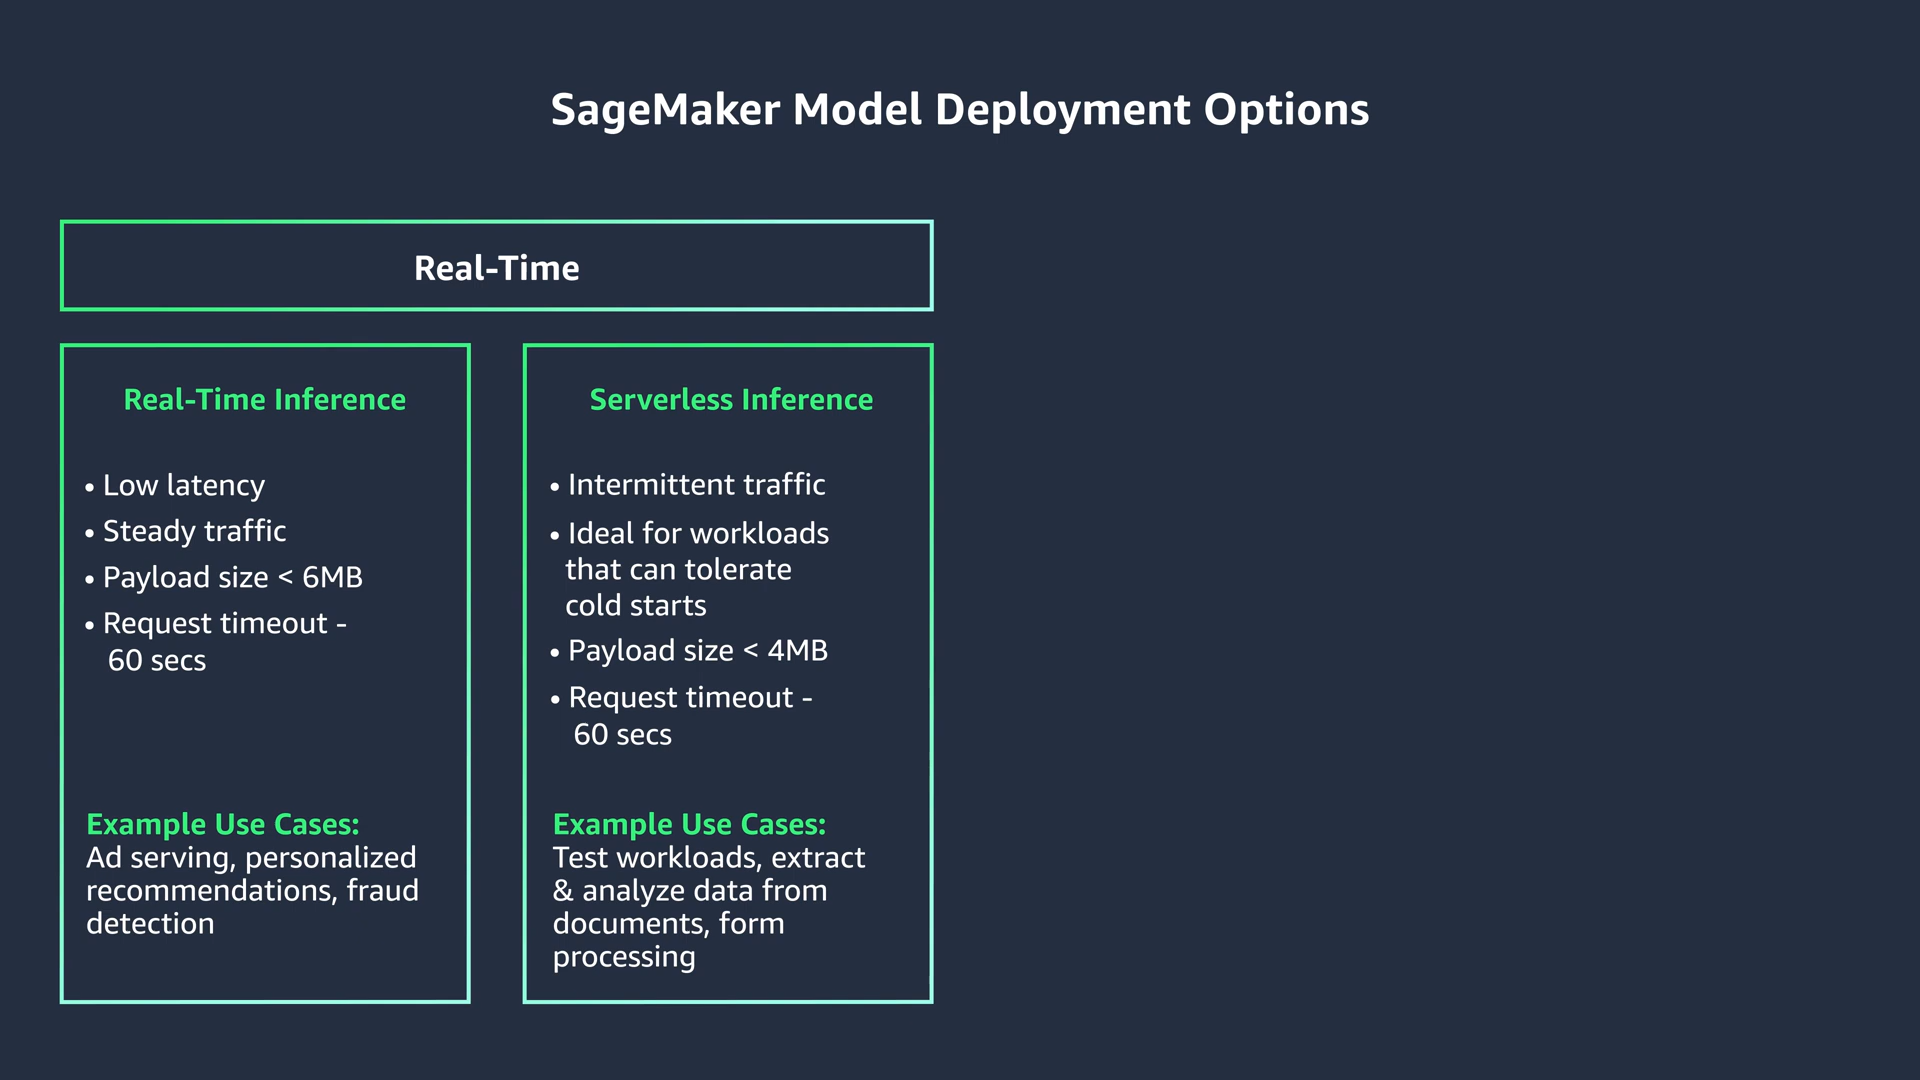 SageMaker Model Deployment Options
Real-Time
Real-Time Inference
• Low latency
• Steady traffic
• Payload size < 6MB
• Request timeout -
60 secs
Example Use Cases:
Ad serving, personalized
recommendations, fraud
detection
Serverless Inference
• Intermittent traffic
• Ideal for workloads
that can tolerate
cold starts
• Payload size < 4MB
• Request timeout -
60 secs
Example Use Cases:
Test workloads, extract
& analyze data from
documents, form
processing